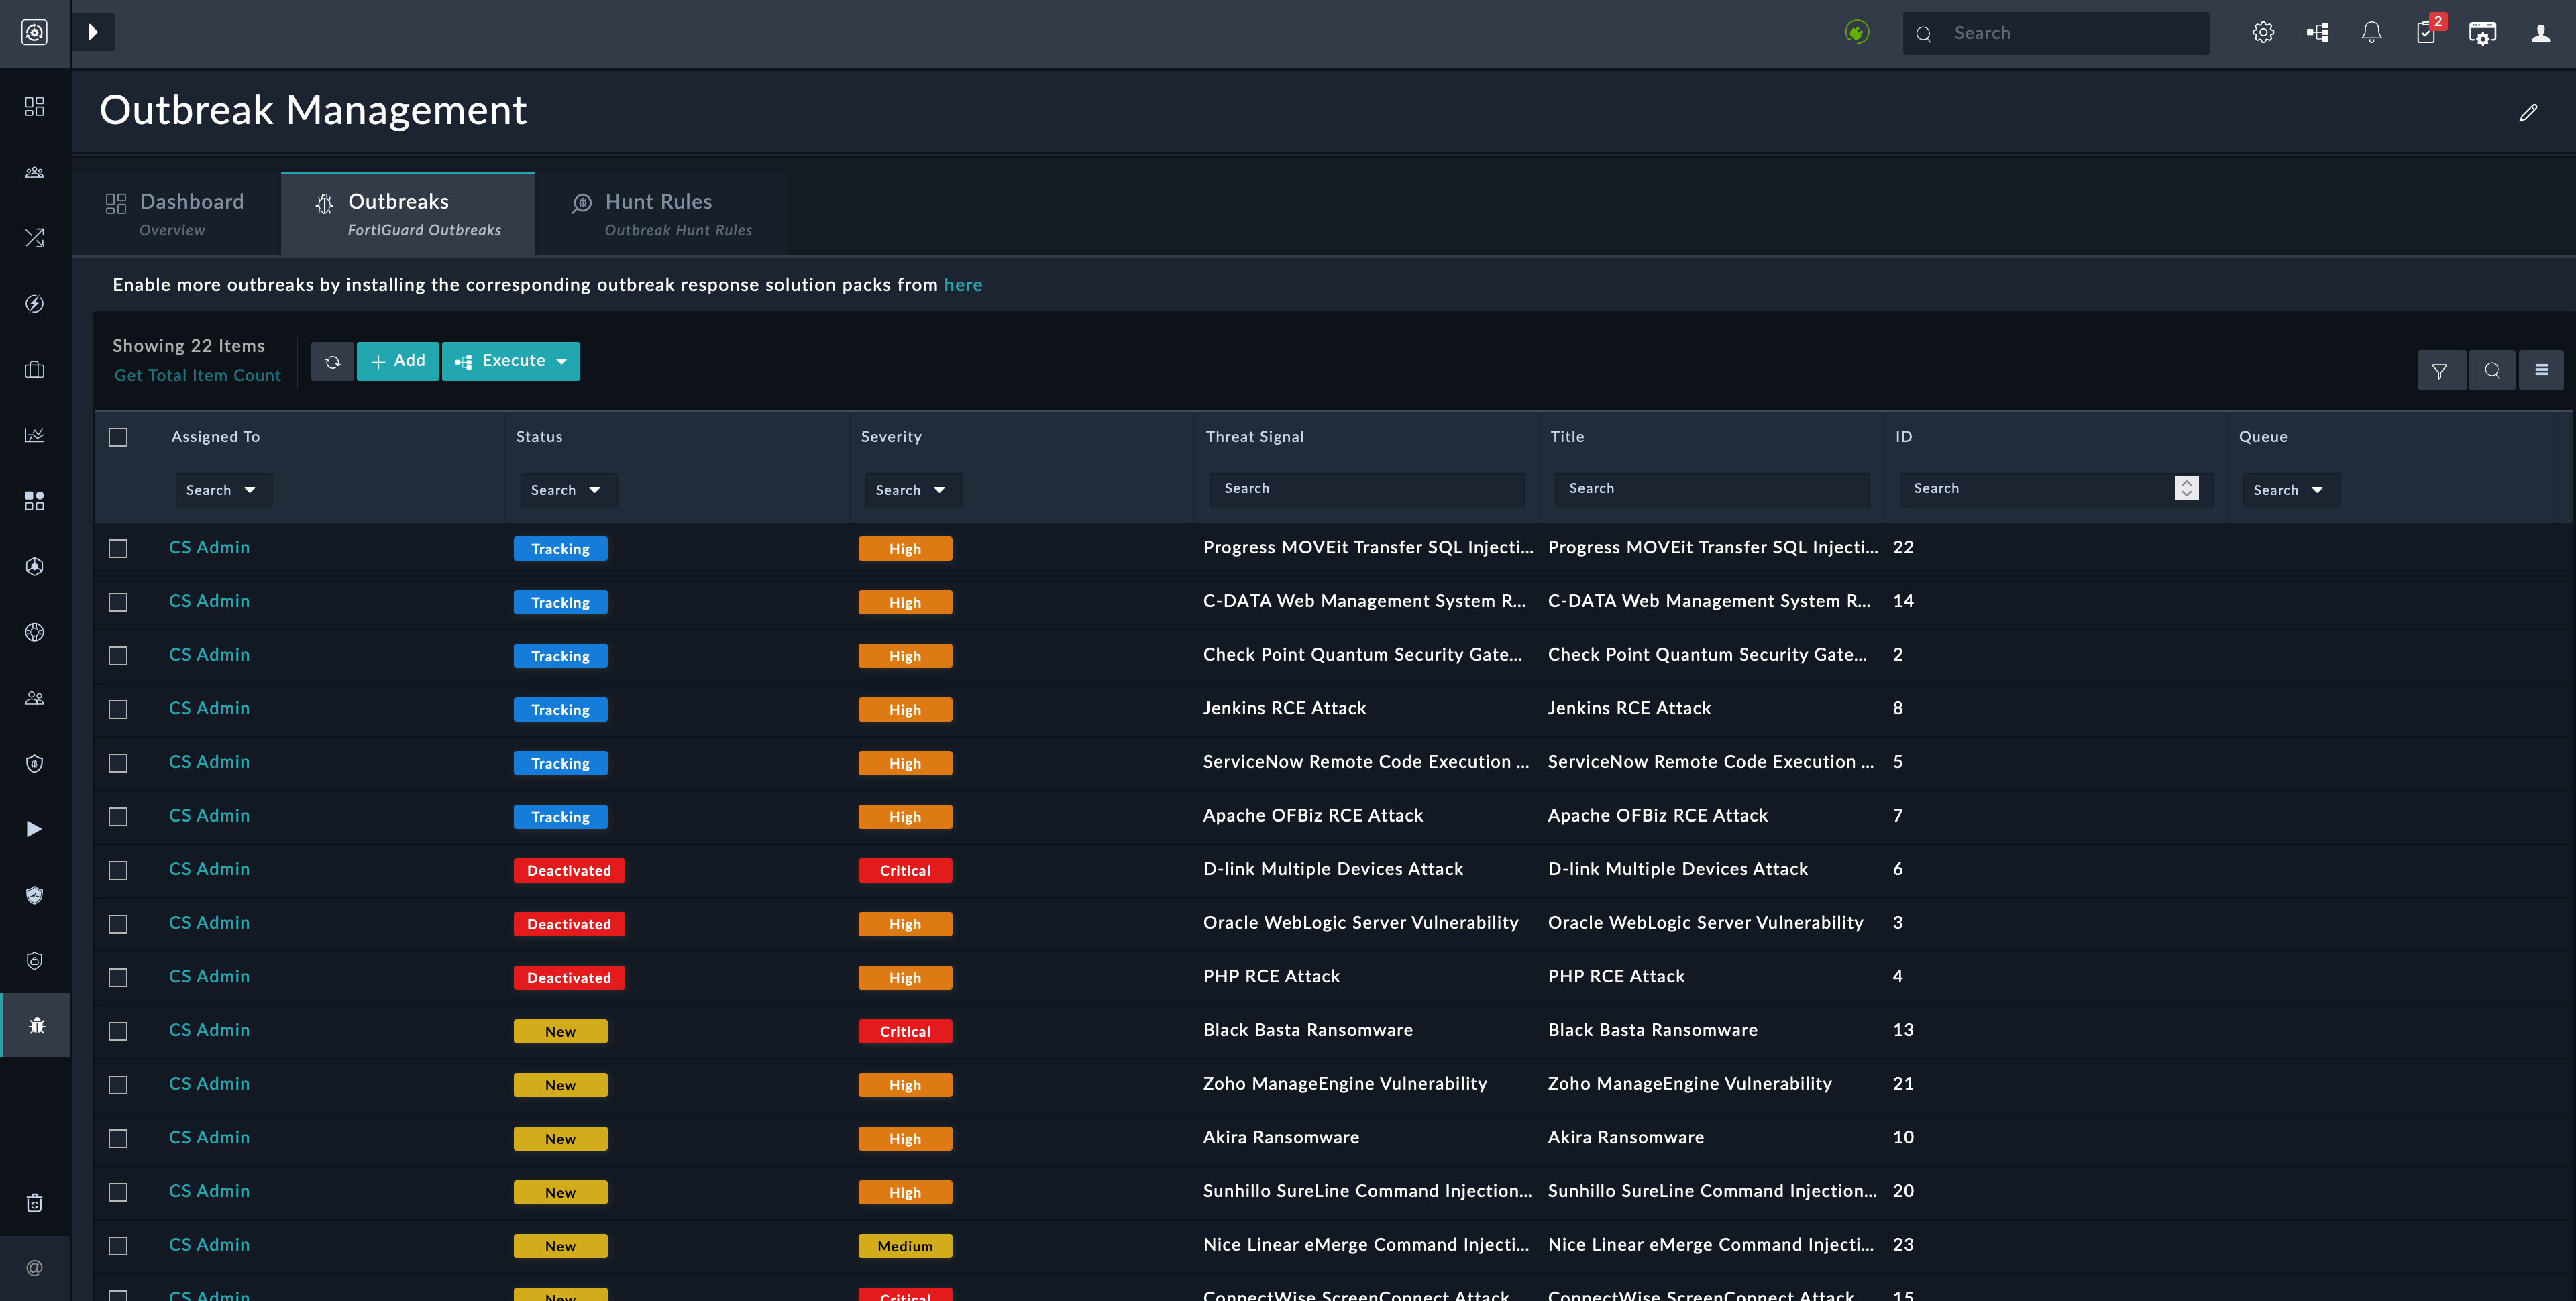 Search
2
Outbreak Management
Dashboard
Overview
Outbreaks
FortiGuard Outbreaks
Hunt Rules
Outbreak Hunt Rules
Enable more outbreaks by installing the corresponding outbreak response solution packs from here
Showing 22 Items
Get Total Item Count
Add
Execute
Assigned To Status Severity Threat Signal Title ID Queue
Search Search Search Search Search Search Search
CS Admin Tracking High Progress MOVEit Transfer SQL Injecti... Progress MOVEit Transfer SQL Injecti... 22
CS Admin Tracking High C-DATA Web Management System R... C-DATA Web Management System R... 14
CS Admin Tracking High Check Point Quantum Security Gate... Check Point Quantum Security Gate... 2
CS Admin Tracking High Jenkins RCE Attack Jenkins RCE Attack 8
CS Admin Tracking High ServiceNow Remote Code Execution ... ServiceNow Remote Code Execution ... 5
CS Admin Tracking High Apache OFBiz RCE Attack Apache OFBiz RCE Attack 7
CS Admin Deactivated Critical D-link Multiple Devices Attack D-link Multiple Devices Attack 6
CS Admin Deactivated High Oracle WebLogic Server Vulnerability Oracle WebLogic Server Vulnerability 3
CS Admin Deactivated High PHP RCE Attack PHP RCE Attack 4
CS Admin New Critical Black Basta Ransomware Black Basta Ransomware 13
CS Admin New High Zoho ManageEngine Vulnerability Zoho ManageEngine Vulnerability 21
CS Admin New High Akira Ransomware Akira Ransomware 10
CS Admin New High Sunhillo SureLine Command Injection... Sunhillo SureLine Command Injection... 20
CS Admin New Medium Nice Linear eMerge Command Injecti... Nice Linear eMerge Command Injecti... 23
CS Admin New Critical ConnectWise ScreenConnect Attack ConnectWise ScreenConnect Attack 15
@